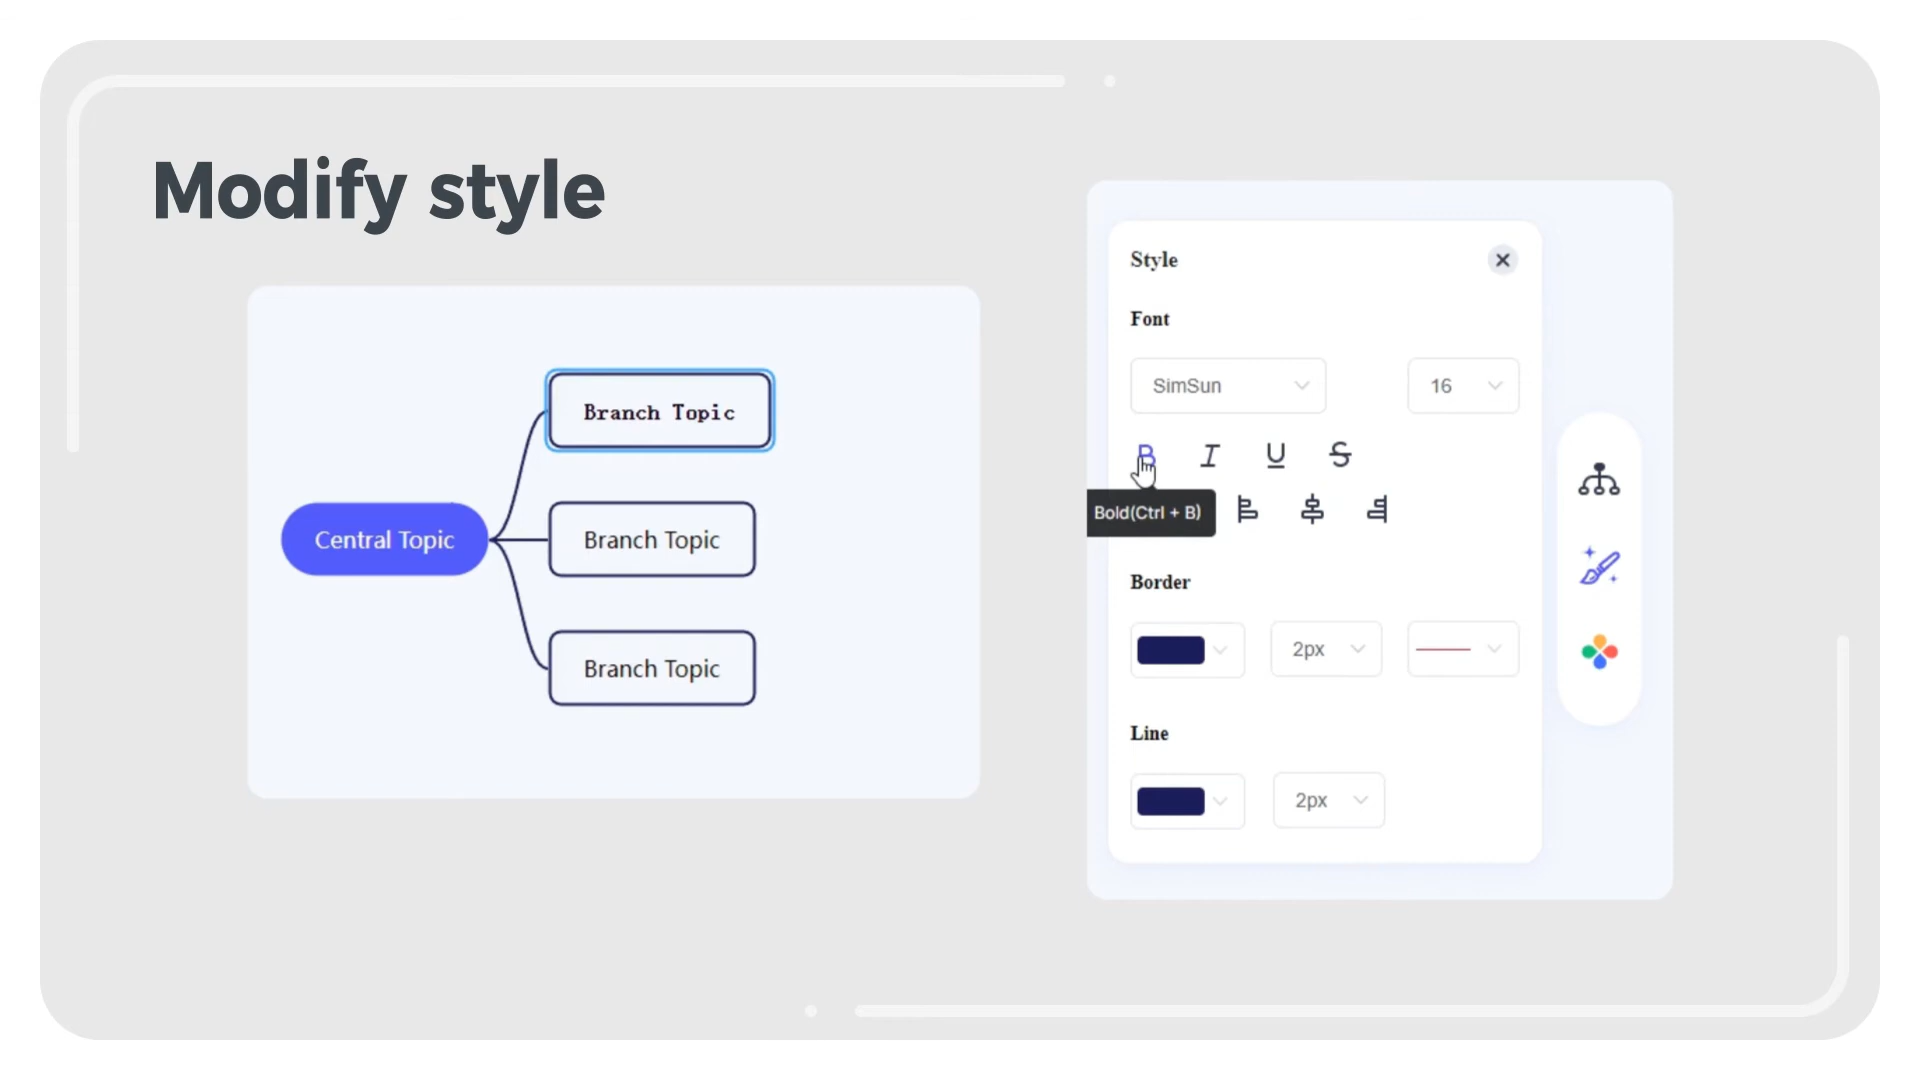 Modify style
Branch Topic
Central Topic
Branch Topic
Branch Topic
Style
Font
SimSun
16
B I U S
Bold(Ctrl + B)
Border
2px
Line
2px